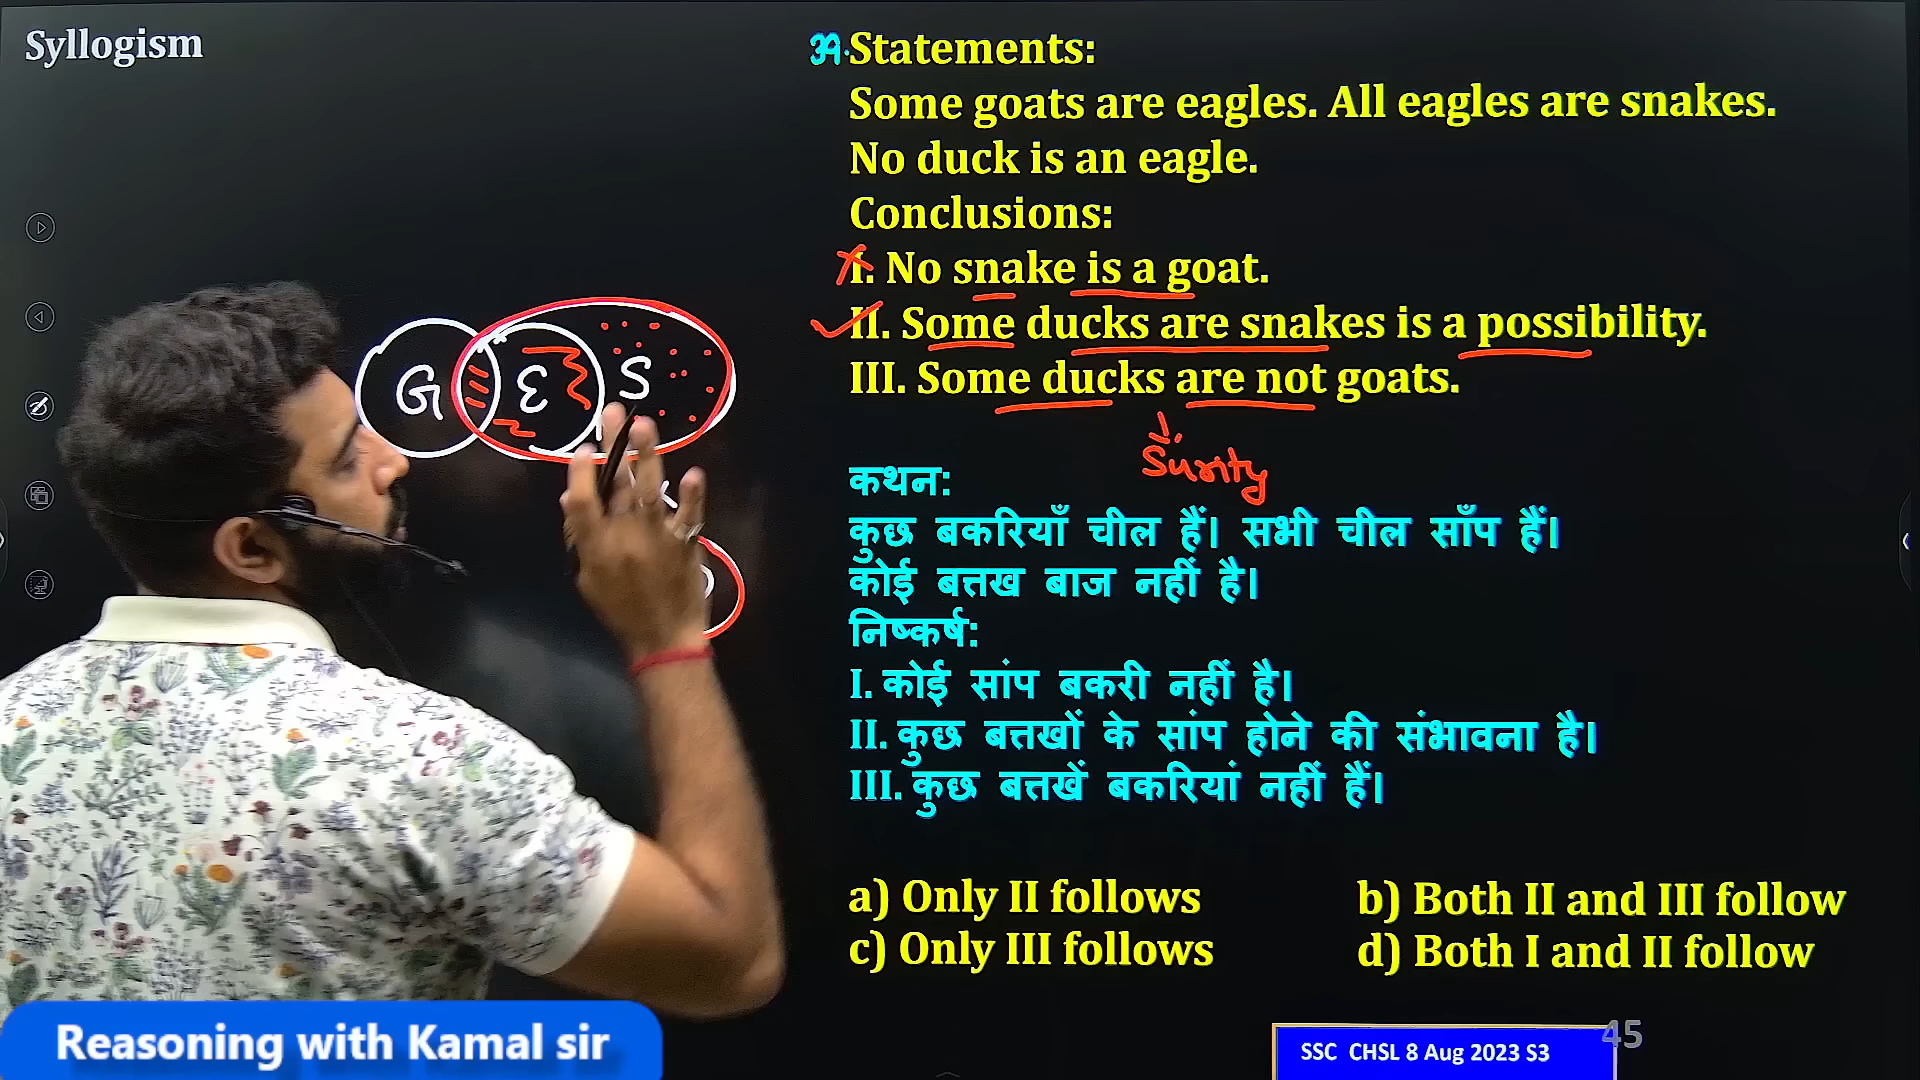 Syllogism
39.Statements:
Some goats are eagles. All eagles are snakes.
No duck is an eagle.
Conclusions:
I. No snake is a goat.
II. Some ducks are snakes is a possibility.
III. Some ducks are not goats.
Surity
G E S
कथन:
कुछ बकरियाँ चील हैं। सभी चील साँप हैं।
कोई बत्तख बाज नहीं है।
निष्कर्ष:
I. कोई सांप बकरी नहीं है।
II. कुछ बत्तखों के सांप होने की संभावना है।
III. कुछ बत्तखें बकरियां नहीं हैं।
a) Only II follows b) Both II and III follow
c) Only III follows d) Both I and II follow
Reasoning with Kamal sir
SSC CHSL 8 Aug 2023 S3
45